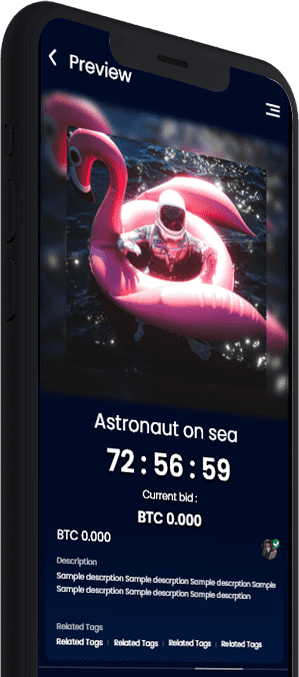 Preview
Astronaut on sea
72 : 56 : 59
Current bid :
BTC 0.000
BTC 0.000
Description
Sample descrption Sample descrption Sample descrption Sample
Sample descrption Sample descrption Sample descrption
Related Tags
Related Tags | Related Tags | Related Tags | Related Tags